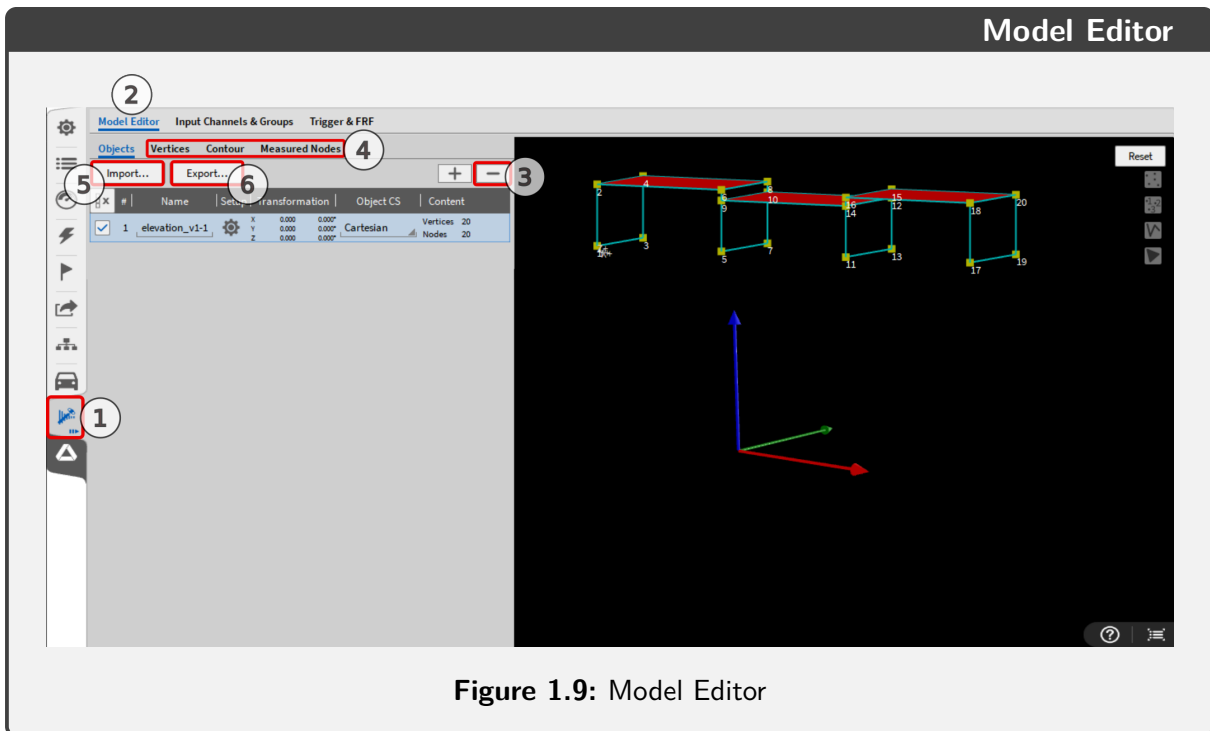 Model Editor
2
Model Editor Input Channels & Groups Trigger & FRF
Objects Vertices Contour Measured Nodes 4
Reset
5 Import... Export... 6 + − 3
x # Name Setup Transformation Object CS Content
1 elevation_v1-1 X 0.000 0.000° Cartesian Vertices 20
Y 0.000 0.000° Nodes 20
Z 0.000 0.000°
2 4 6 8 9 10 16 14 15 12 18 20
1 3 5 7 11 13 17 19
1
?
Figure 1.9: Model Editor